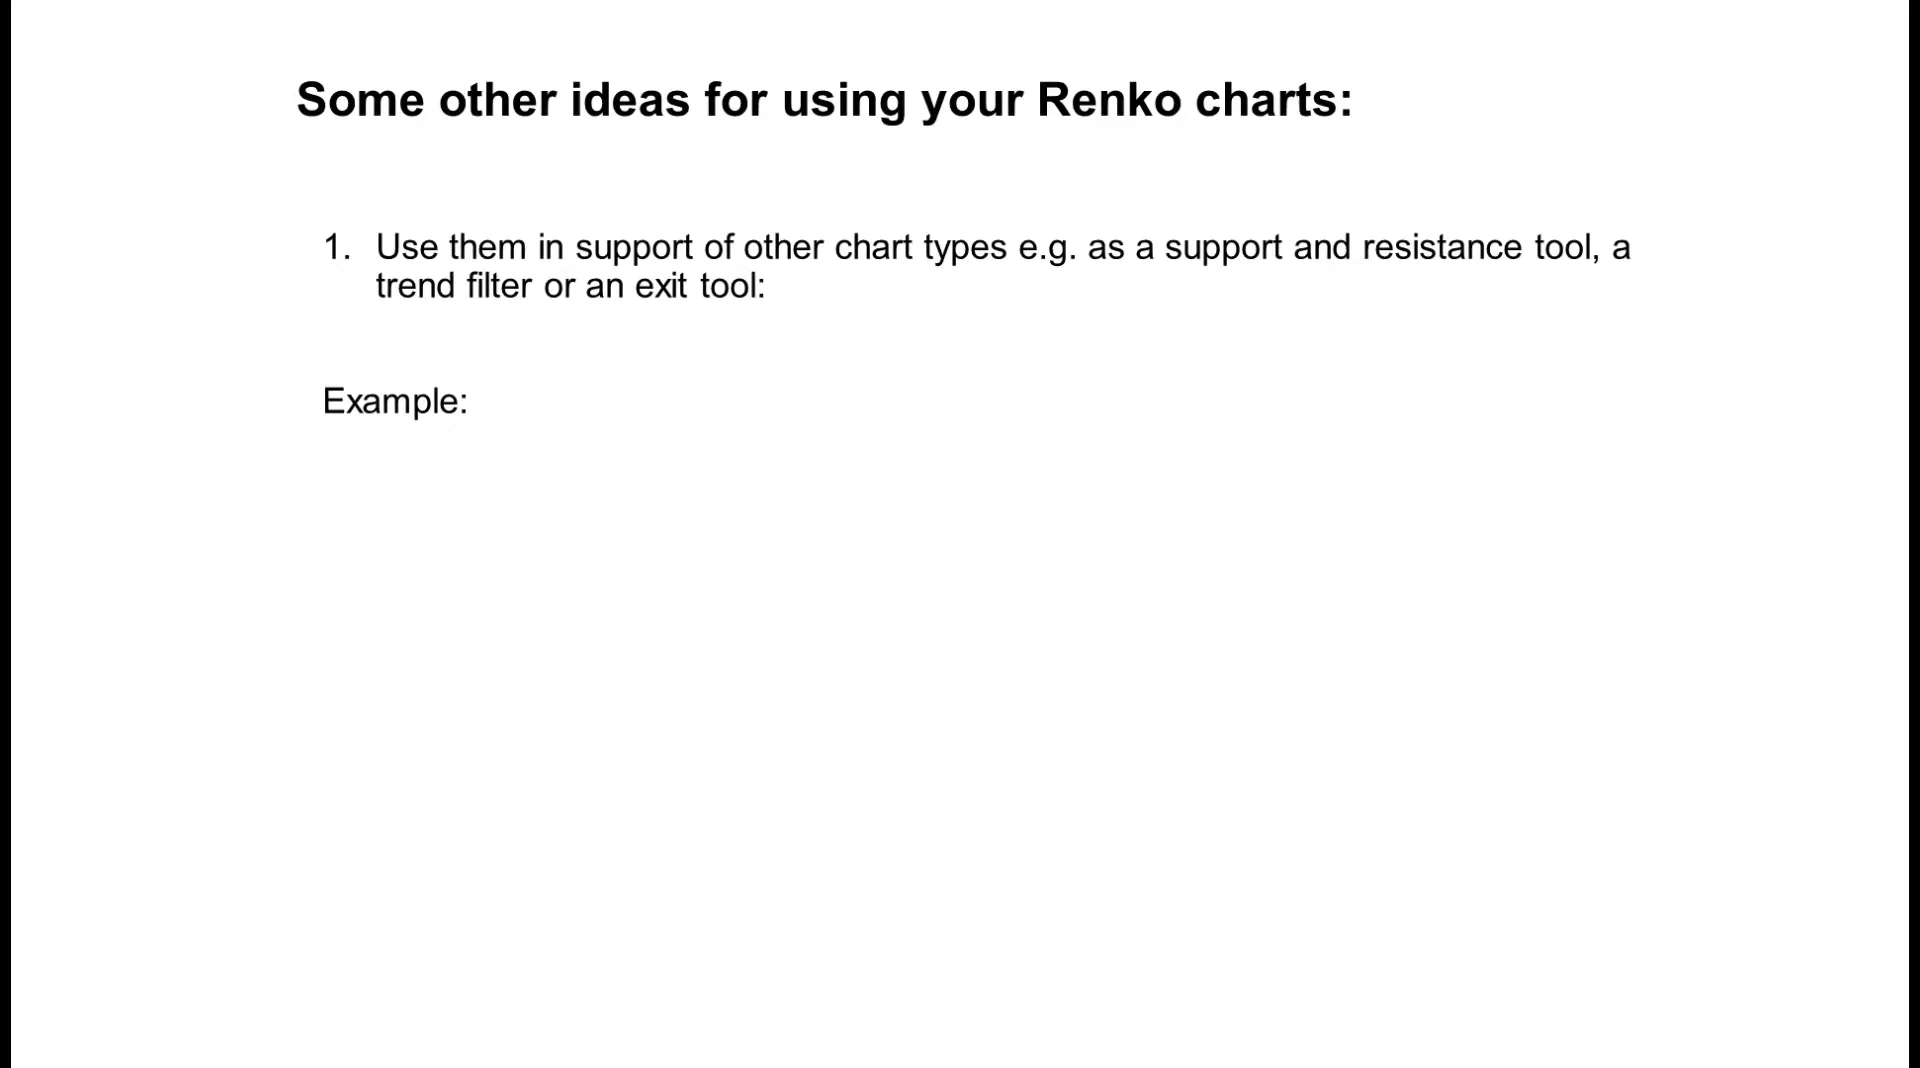 Some other ideas for using your Renko charts:
1. Use them in support of other chart types e.g. as a support and resistance tool, a
trend filter or an exit tool:
Example: